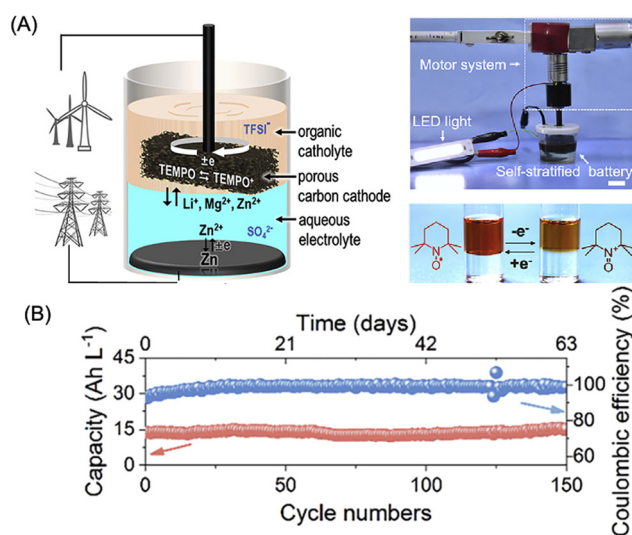 (A)
TFSI⁻
organic
catholyte
±e
TEMPO ⇋ TEMPO⁺
porous
carbon cathode
Li⁺, Mg²⁺, Zn²⁺
aqueous
electrolyte
SO₄²⁻
Zn²⁺
±e
Zn
Motor system
LED light
Self-stratified battery
-e⁻
+e⁻
N
O•
N⁺
O
(B)
Time (days)
0 21 42 63
Capacity (Ah L⁻¹)
45
30
15
0
Coulombic efficiency (%)
100
80
60
0 50 100 150
Cycle numbers